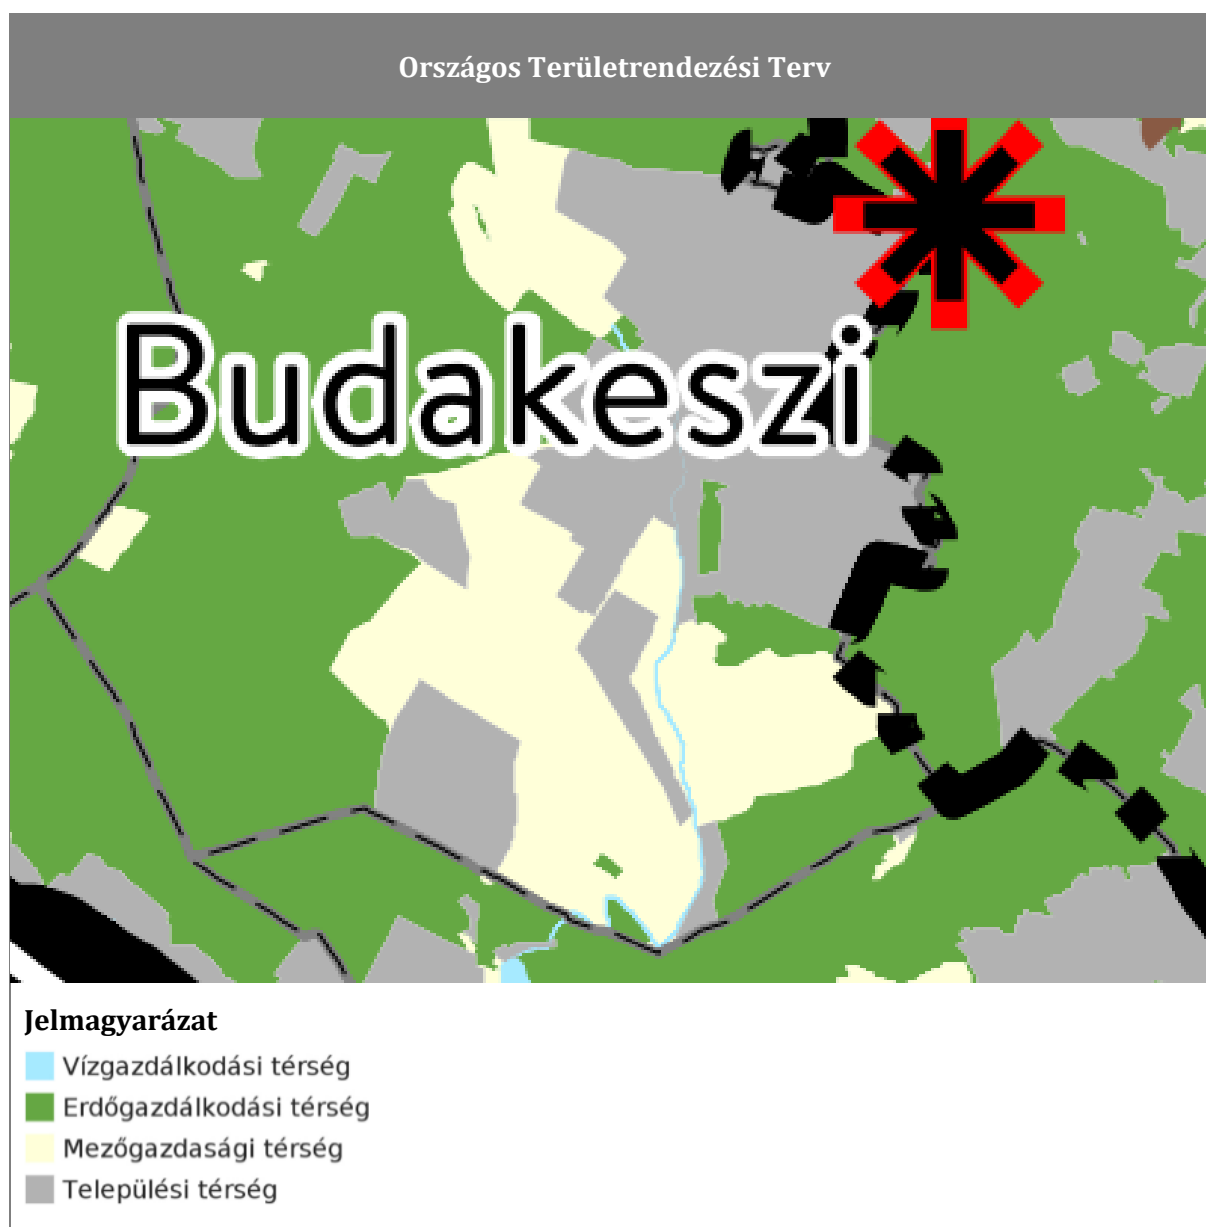 Országos Területrendezési Terv
Budakeszi
Jelmagyarázat
Vízgazdálkodási térség
Erdőgazdálkodási térség
Mezőgazdasági térség
Települési térség